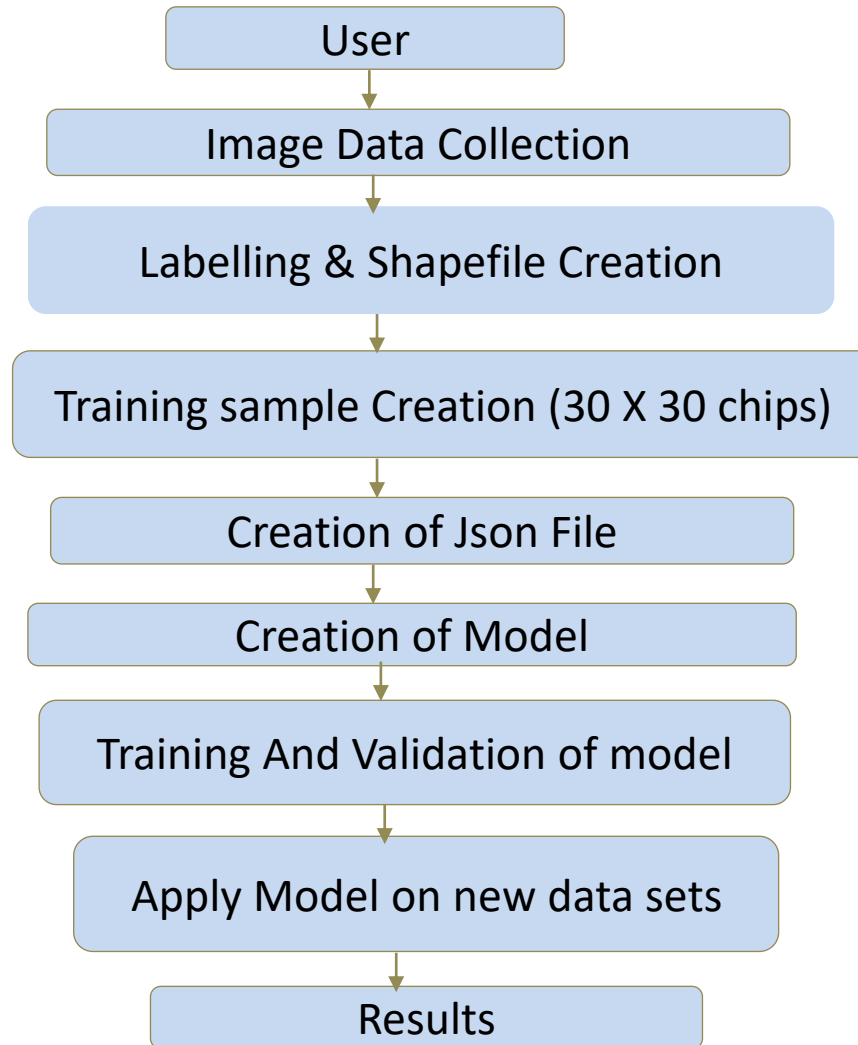 User
Image Data Collection
Labelling & Shapefile Creation
Training sample Creation (30 X 30 chips)
Creation of Json File
Creation of Model
Training And Validation of model
Apply Model on new data sets
Results